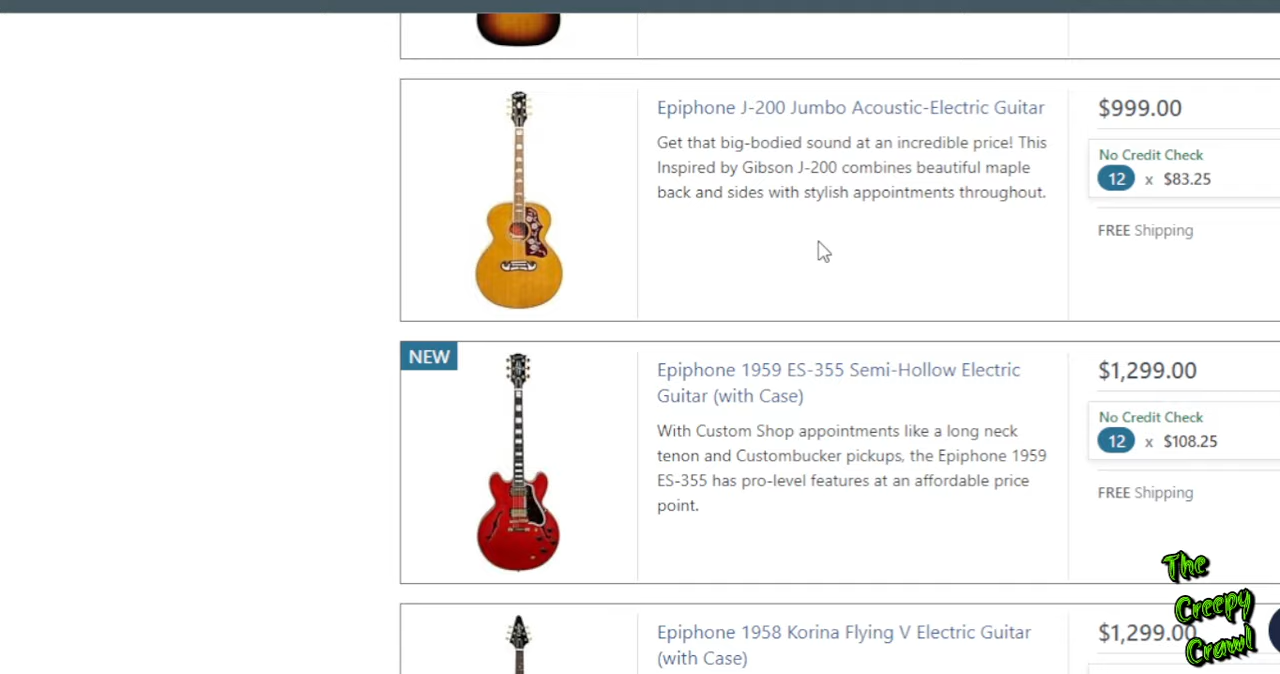 Epiphone J-200 Jumbo Acoustic-Electric Guitar
Get that big-bodied sound at an incredible price! This
Inspired by Gibson J-200 combines beautiful maple
back and sides with stylish appointments throughout.
$999.00
No Credit Check
12 x $83.25
FREE Shipping
NEW
Epiphone 1959 ES-355 Semi-Hollow Electric
Guitar (with Case)
With Custom Shop appointments like a long neck
tenon and Custombucker pickups, the Epiphone 1959
ES-355 has pro-level features at an affordable price
point.
$1,299.00
No Credit Check
12 x $108.25
FREE Shipping
Epiphone 1958 Korina Flying V Electric Guitar
(with Case)
$1,299.00
The
Creepy
Crawl